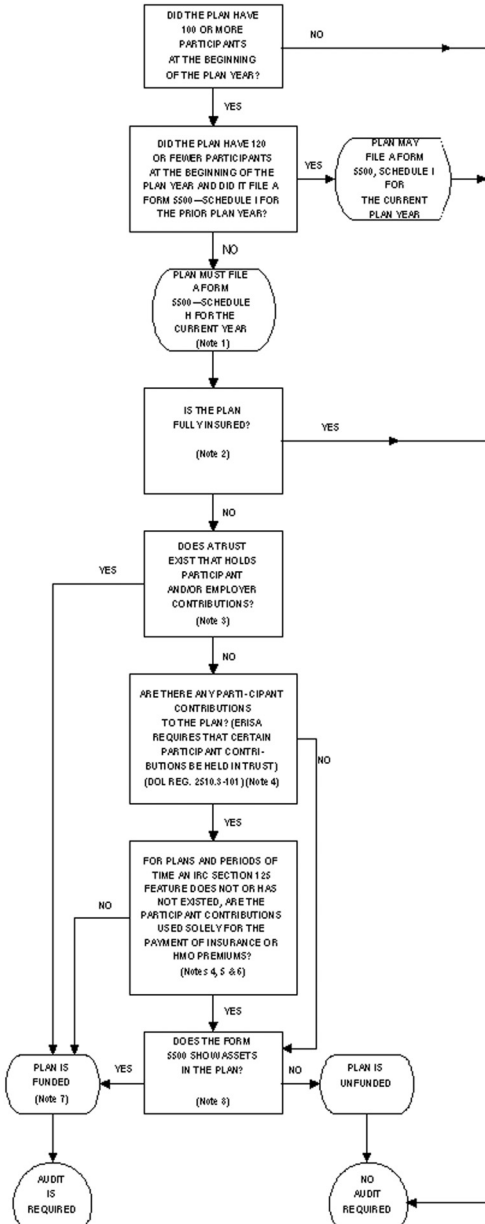 DID THE PLAN HAVE
100 OR MORE
PARTICIPANTS
AT THE BEGINNING
OF THE PLAN YEAR?
NO
YES
DID THE PLAN HAVE 120
OR FEWER PARTICIPANTS
AT THE BEGINNING OF THE
PLAN YEAR AND DID IT FILE A
FORM 5500—SCHEDULE I FOR
THE PRIOR PLAN YEAR?
YES
PLAN MAY
FILE A FORM
5500, SCHEDULE I
FOR
THE CURRENT
PLAN YEAR
NO
PLAN MUST FILE
A FORM
5500—SCHEDULE
H FOR THE
CURRENT YEAR
(Note 1)
IS THE PLAN
FULLY INSURED?
(Note 2)
YES
NO
DOES A TRUST
EXIST THAT HOLDS
PARTICIPANT
AND/OR EMPLOYER
CONTRIBUTIONS?
(Note 3)
YES
NO
ARE THERE ANY PARTI-CIPANT
CONTRIBUTIONS
TO THE PLAN? (ERISA
REQUIRES THAT CERTAIN
PARTICIPANT CONTRI-
BUTIONS BE HELD IN TRUST)
(DOL REG. 2510.3-101) (Note 4)
NO
YES
FOR PLANS AND PERIODS OF
TIME AN IRC SECTION 125
FEATURE DOES NOT OR HAS
NOT EXISTED, ARE THE
PARTICIPANT CONTRIBUTIONS
USED SOLELY FOR THE
PAYMENT OF INSURANCE OR
HMO PREMIUMS?
(Notes 4, 5 & 6)
NO
YES
DOES THE FORM
5500 SHOW ASSETS
IN THE PLAN?
(Note 8)
YES
NO
PLAN IS
FUNDED
(Note 7)
PLAN IS
UNFUNDED
AUDIT
IS
REQUIRED
NO
AUDIT
REQUIRED